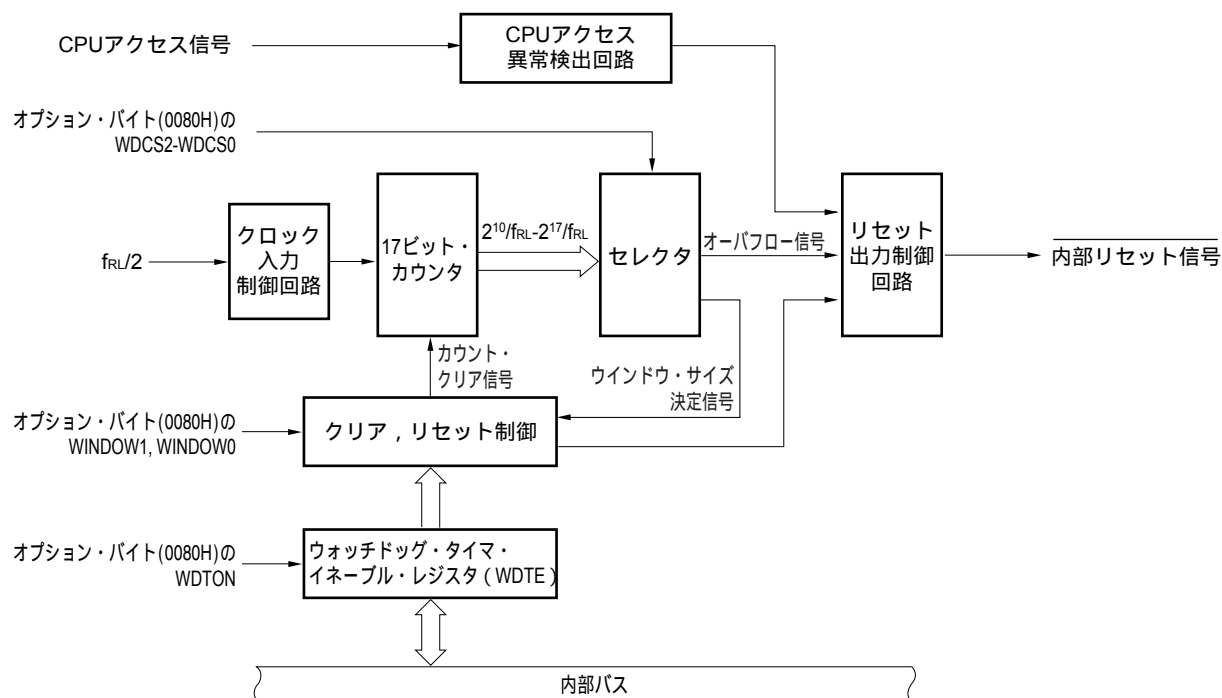 CPUアクセス信号
CPUアクセス
異常検出回路
オプション・バイト(0080H)の
WDCS2-WDCS0
fRL/2
クロック
入力
制御回路
17ビット・
カウンタ
2^10/fRL-2^17/fRL
セレクタ
オーバフロー信号
リセット
出力制御
回路
内部リセット信号
カウント・
クリア信号
ウインドウ・サイズ
決定信号
オプション・バイト(0080H)の
WINDOW1, WINDOW0
クリア，リセット制御
オプション・バイト(0080H)の
WDTON
ウォッチドッグ・タイマ・
イネーブル・レジスタ（WDTE）
内部バス